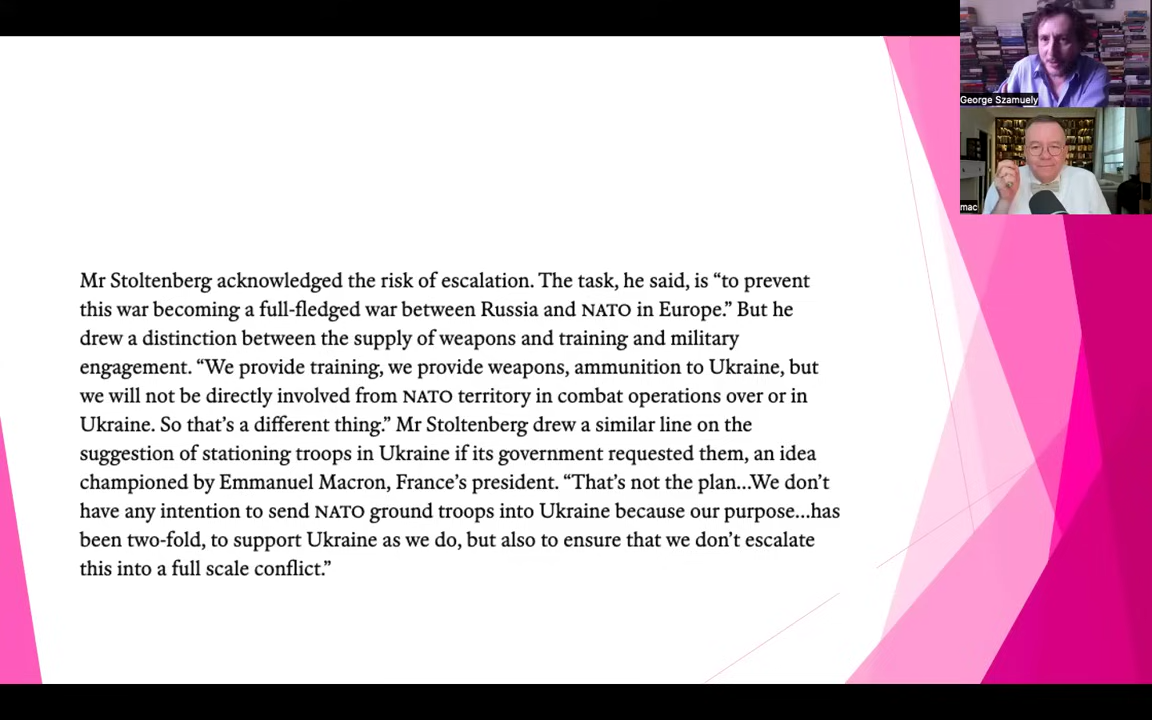 George Szamuely
mac
Mr Stoltenberg acknowledged the risk of escalation. The task, he said, is “to prevent
this war becoming a full-fledged war between Russia and NATO in Europe.” But he
drew a distinction between the supply of weapons and training and military
engagement. “We provide training, we provide weapons, ammunition to Ukraine, but
we will not be directly involved from NATO territory in combat operations over or in
Ukraine. So that’s a different thing.” Mr Stoltenberg drew a similar line on the
suggestion of stationing troops in Ukraine if its government requested them, an idea
championed by Emmanuel Macron, France’s president. “That’s not the plan…We don’t
have any intention to send NATO ground troops into Ukraine because our purpose…has
been two-fold, to support Ukraine as we do, but also to ensure that we don’t escalate
this into a full scale conflict.”